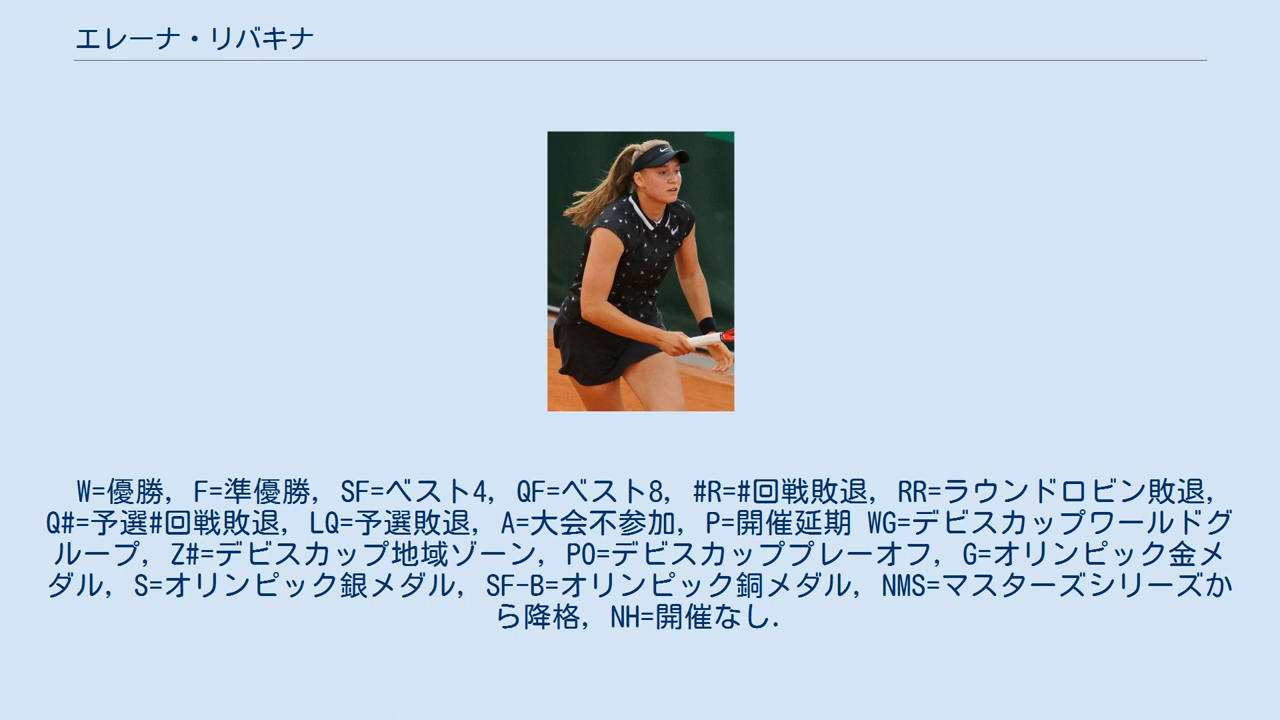 エレーナ・リバキナ
W=優勝, F=準優勝, SF=ベスト4, QF=ベスト8, #R=#回戦敗退, RR=ラウンドロビン敗退,
Q#=予選#回戦敗退, LQ=予選敗退, A=大会不参加, P=開催延期 WG=デビスカップワールドグ
ループ, Z#=デビスカップ地域ゾーン, PO=デビスカッププレーオフ, G=オリンピック金メ
ダル, S=オリンピック銀メダル, SF-B=オリンピック銅メダル, NMS=マスターズシリーズか
ら降格, NH=開催なし.